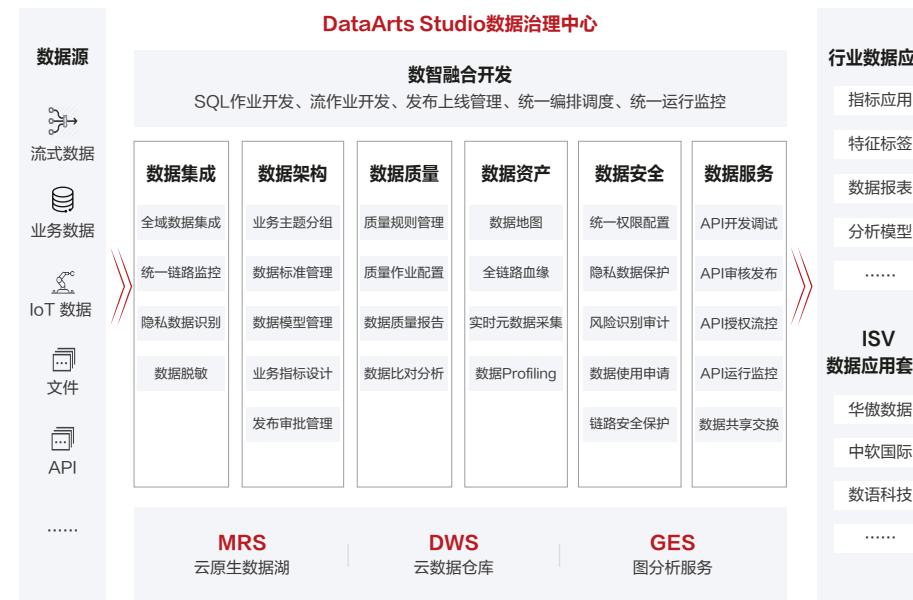 DataArts Studio数据治理中心
数据源
流式数据
业务数据
IoT 数据
文件
API
······
数智融合开发
SQL作业开发、流作业开发、发布上线管理、统一编排调度、统一运行监控
数据集成
全域数据集成
统一链路监控
隐私数据识别
数据脱敏
数据架构
业务主题分组
数据标准管理
数据模型管理
业务指标设计
发布审批管理
数据质量
质量规则管理
质量作业配置
数据质量报告
数据比对分析
数据资产
数据地图
全链路血缘
实时元数据采集
数据Profiling
数据安全
统一权限配置
隐私数据保护
风险识别审计
数据使用申请
链路安全保护
数据服务
API开发调试
API审核发布
API授权流控
API运行监控
数据共享交换
MRS
云原生数据湖
DWS
云数据仓库
GES
图分析服务
行业数据应
指标应用
特征标签
数据报表
分析模型
······
ISV
数据应用套
华傲数据
中软国际
数语科技
······